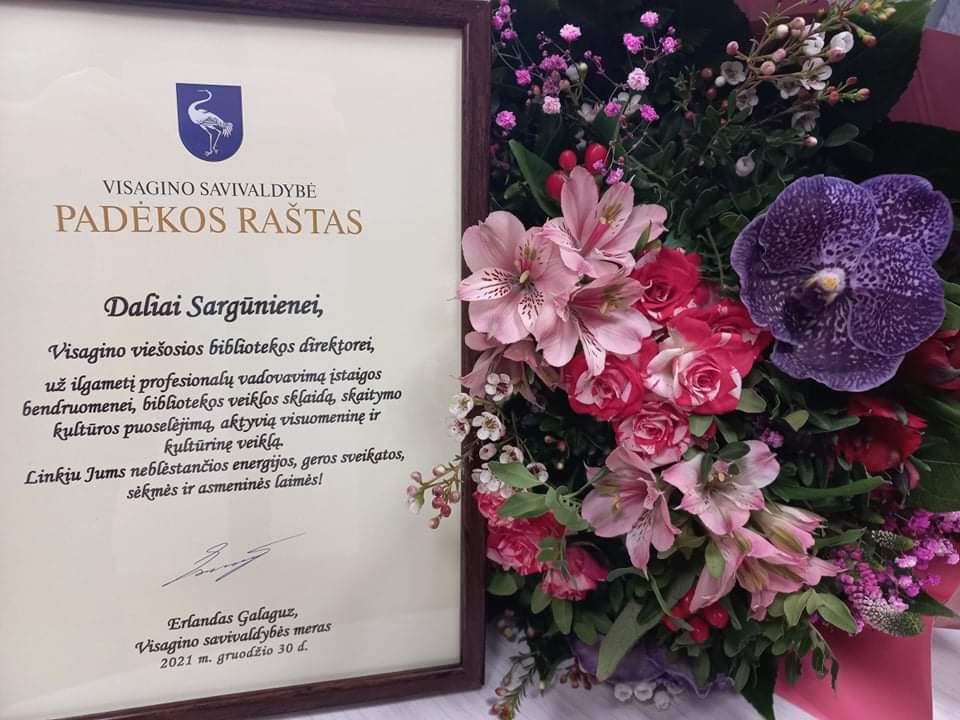 VISAGINO SAVIVALDYBĖ
PADĖKOS RAŠTAS
Daliai Sargūnienei,
Visagino viešosios bibliotekos direktorei,
už ilgametį profesionalų vadovavimą įstaigos
bendruomenei, bibliotekos veiklos sklaidą, skaitymo
kultūros puoselėjimą, aktyvią visuomeninę ir
kultūrinę veiklą.
Linkiu Jums neblėstančios energijos, geros sveikatos,
sėkmės ir asmeninės laimės!
Erlandas Galaguz,
Visagino savivaldybės meras
2021 m. gruodžio 30 d.